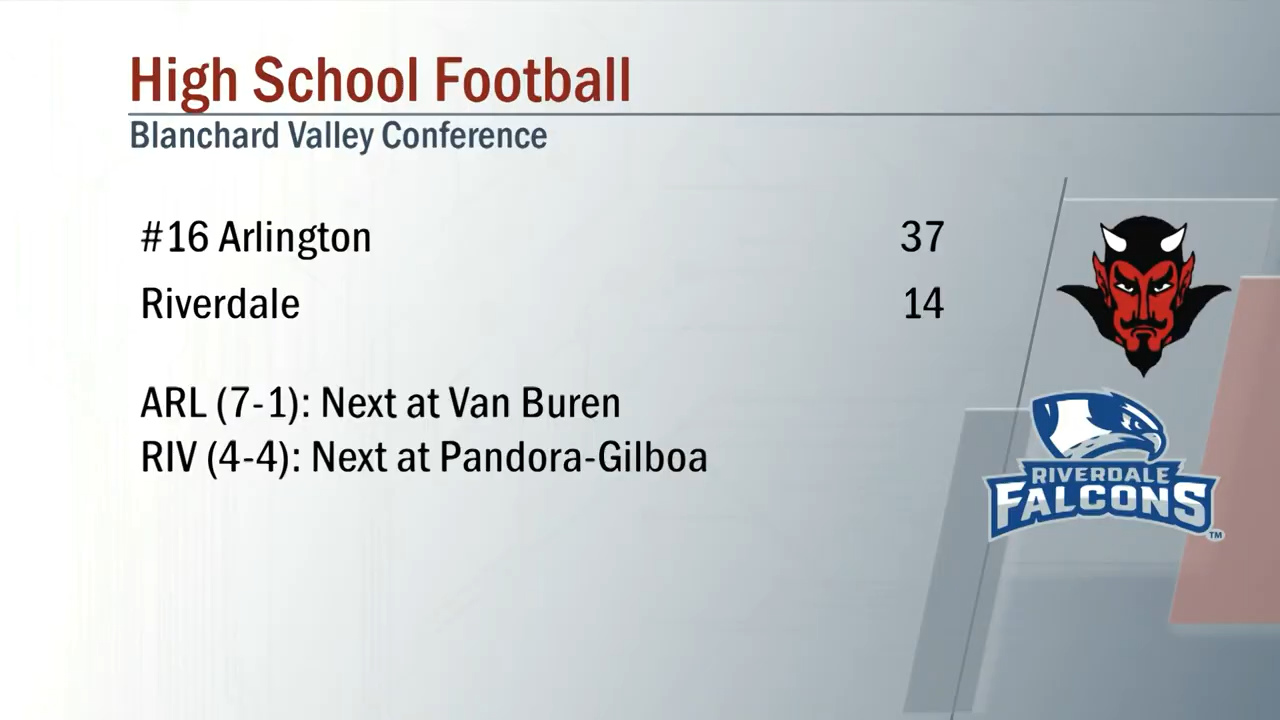 High School Football
Blanchard Valley Conference
#16 Arlington 37
Riverdale 14
ARL (7-1): Next at Van Buren
RIV (4-4): Next at Pandora-Gilboa
RIVERDALE
FALCONS
TM